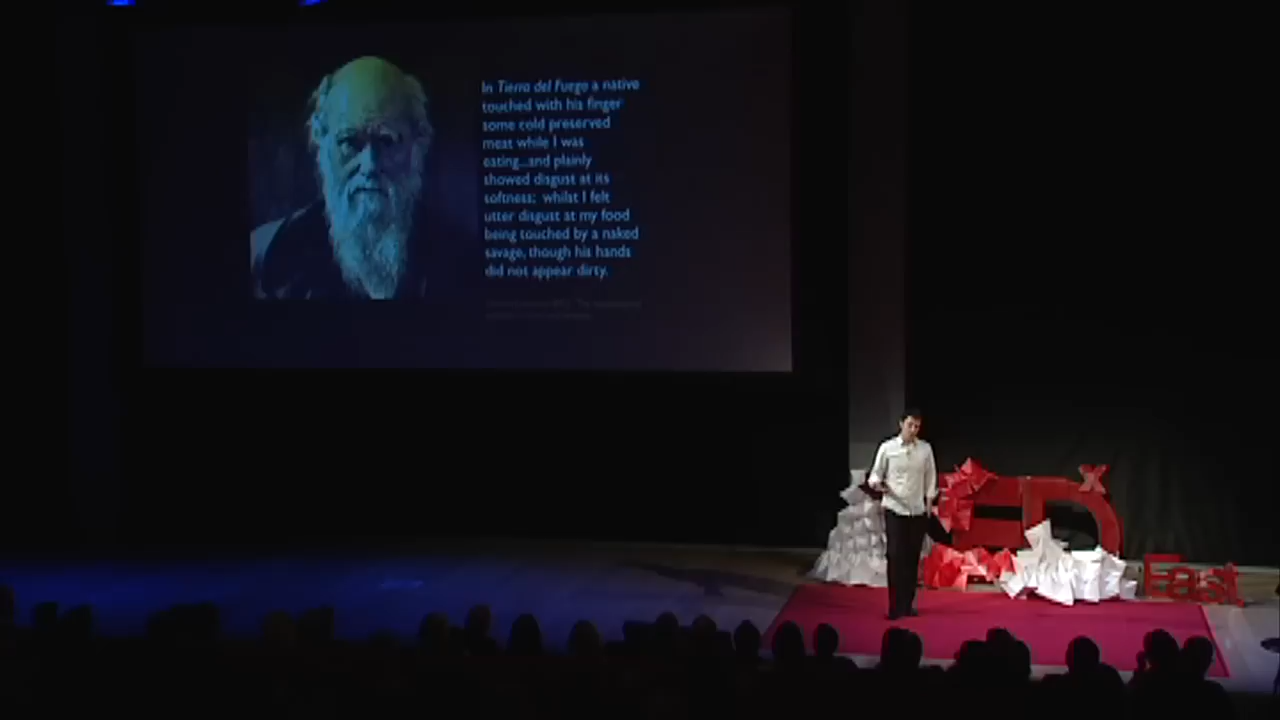 In Tierra del Fuego a native
touched with his finger
some cold preserved
meat while I was
eating...and plainly
showed disgust at its
softness; whilst I felt
utter disgust at my food
being touched by a naked
savage, though his hands
did not appear dirty.
EDx
East